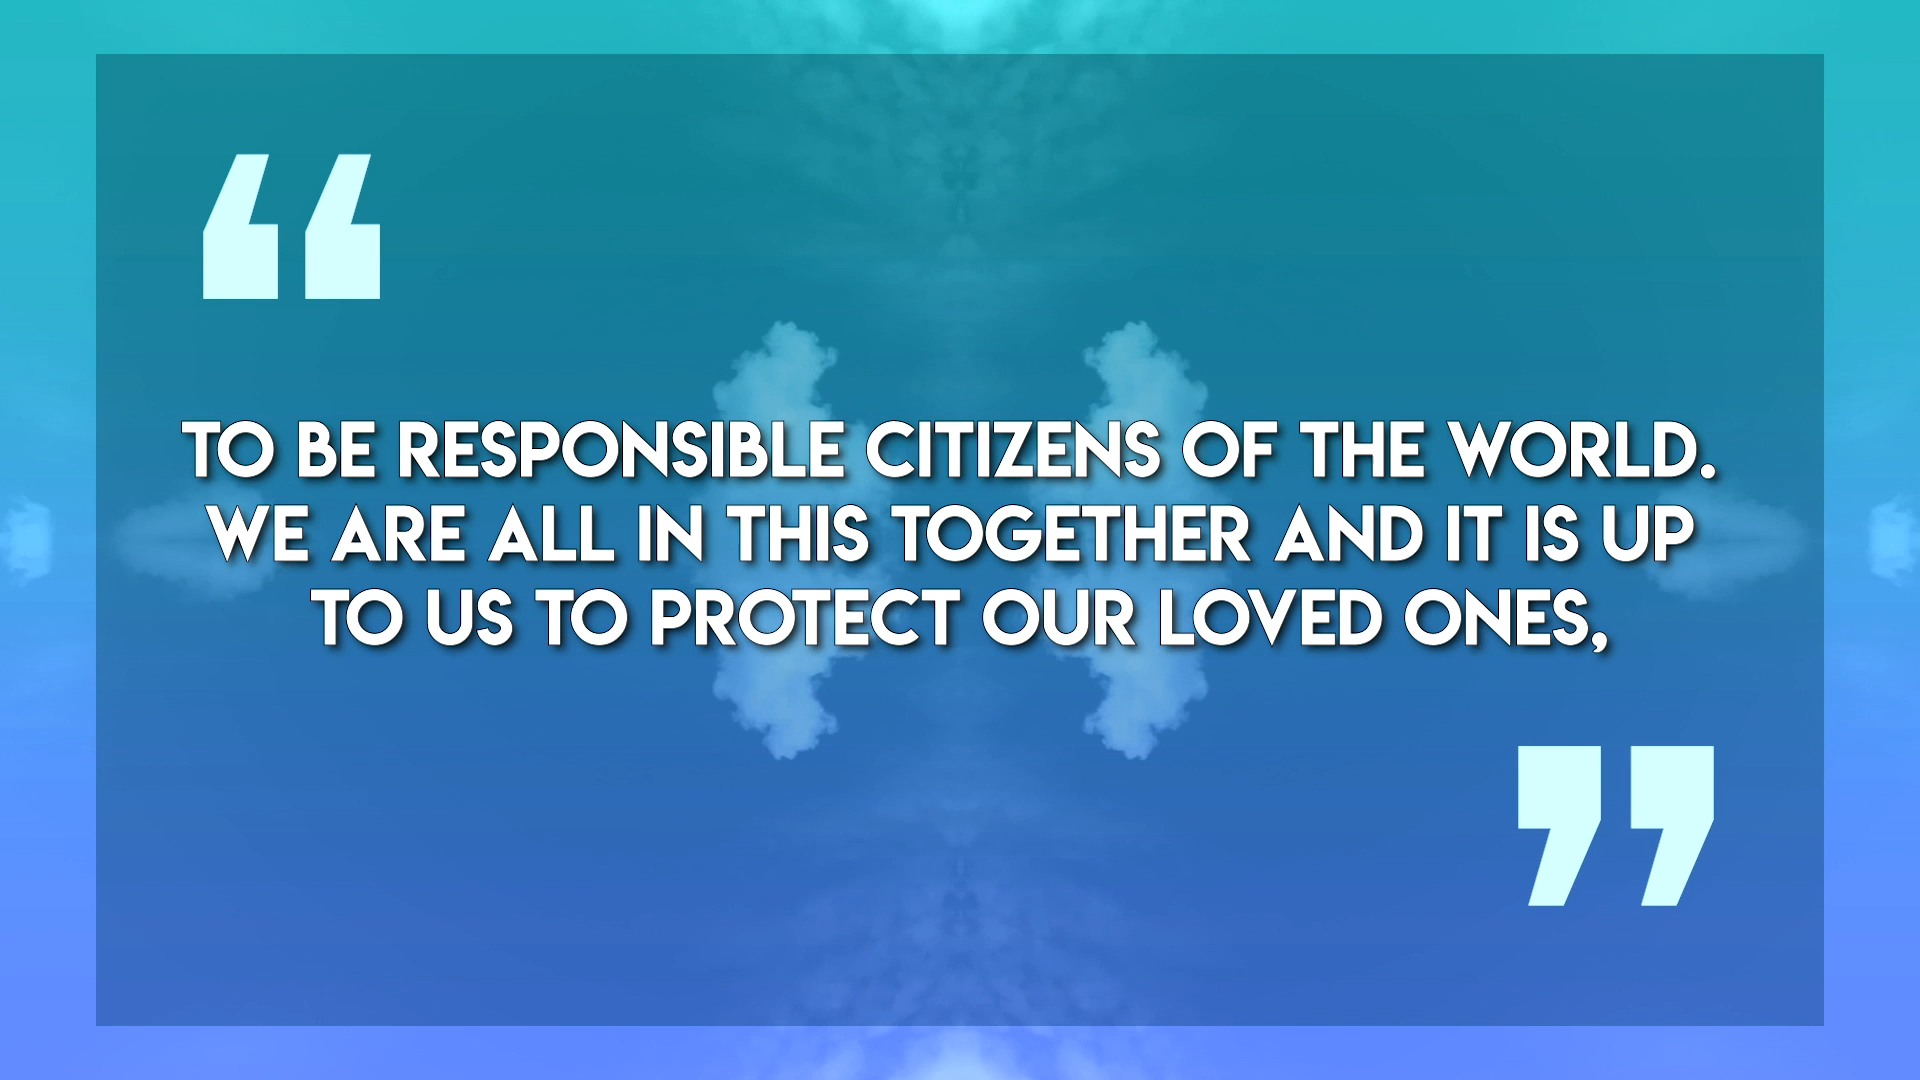 “
TO BE RESPONSIBLE CITIZENS OF THE WORLD.
WE ARE ALL IN THIS TOGETHER AND IT IS UP
TO US TO PROTECT OUR LOVED ONES,
”